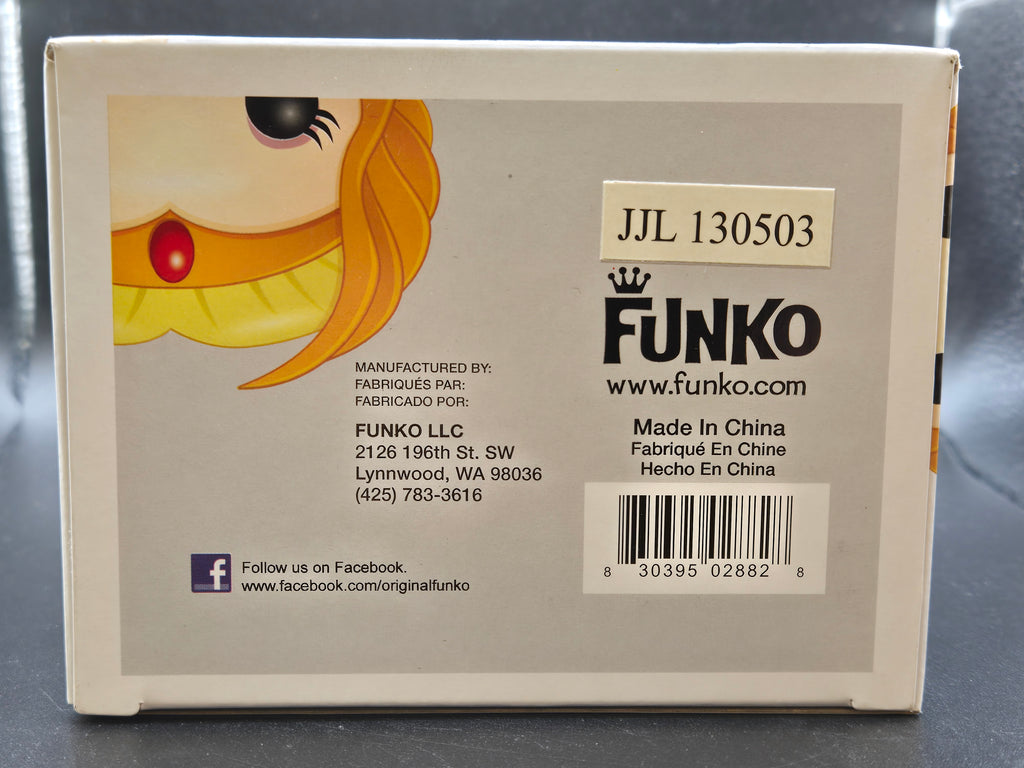 JJL 130503
FUNKO
www.funko.com
MANUFACTURED BY:
FABRIQUÉS PAR:
FABRICADO POR:
FUNKO LLC
2126 196th St. SW
Lynnwood, WA 98036
(425) 783-3616
Made In China
Fabriqué En Chine
Hecho En China
8 30395 02882 8
f
Follow us on Facebook.
www.facebook.com/originalfunko